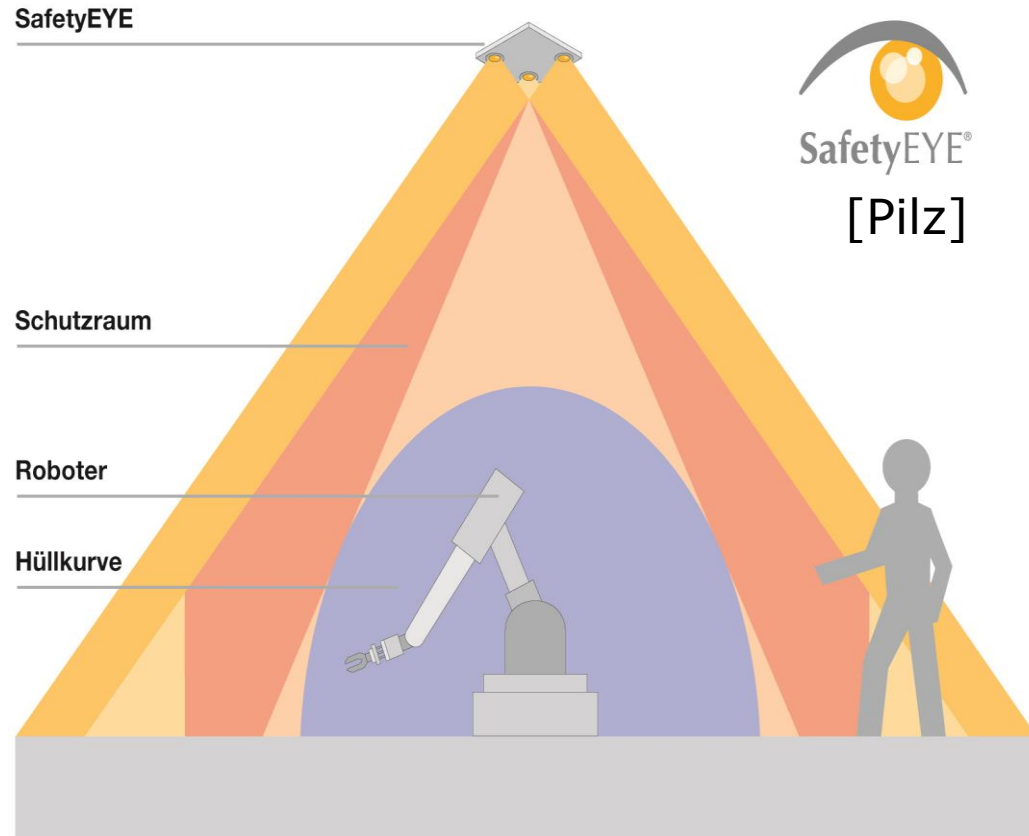 SafetyEYE
SafetyEYE®
[Pilz]
Schutzraum
Roboter
Hüllkurve